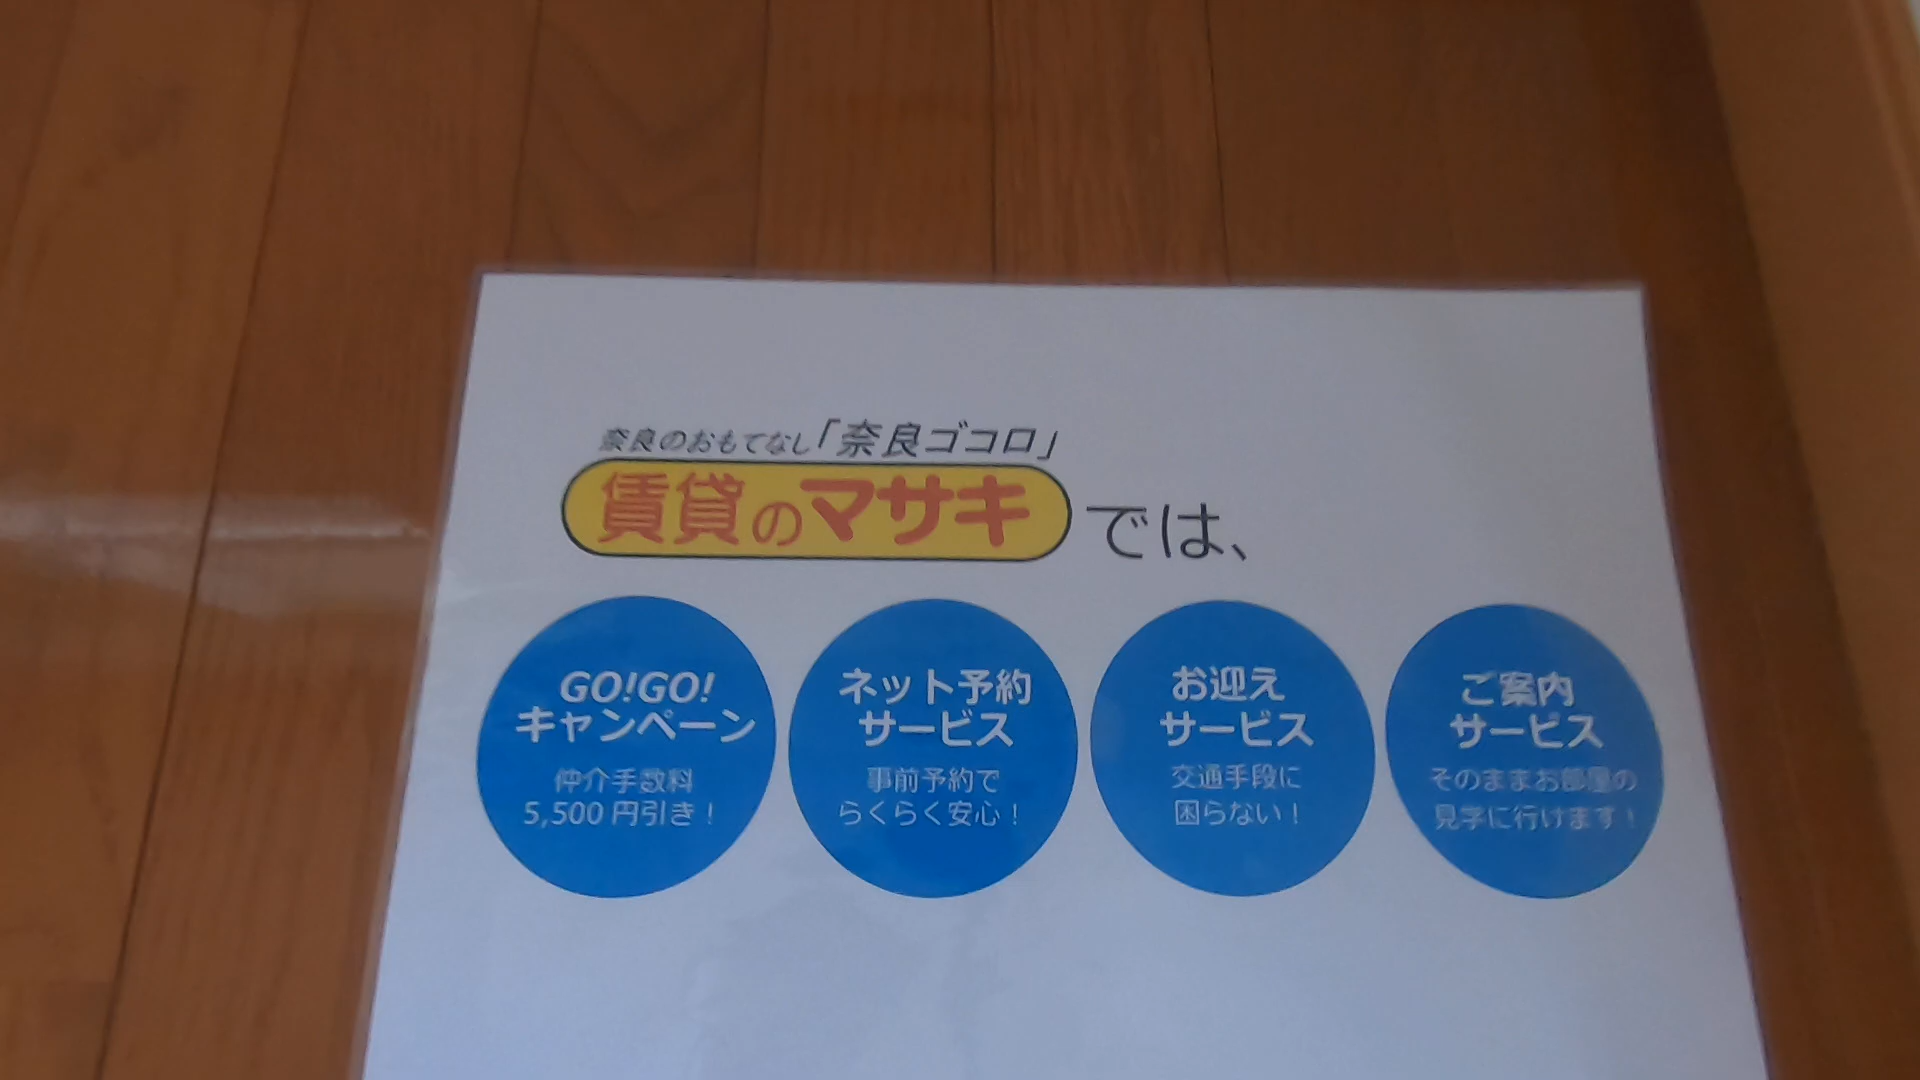 奈良のおもてなし「奈良ゴコロ」
賃貸のマサキでは、
GO!GO!
キャンペーン
仲介手数料
5,500 円引き！
ネット予約
サービス
事前予約で
らくらく安心！
お迎え
サービス
交通手段に
困らない！
ご案内
サービス
そのままお部屋の
見学に行けます！